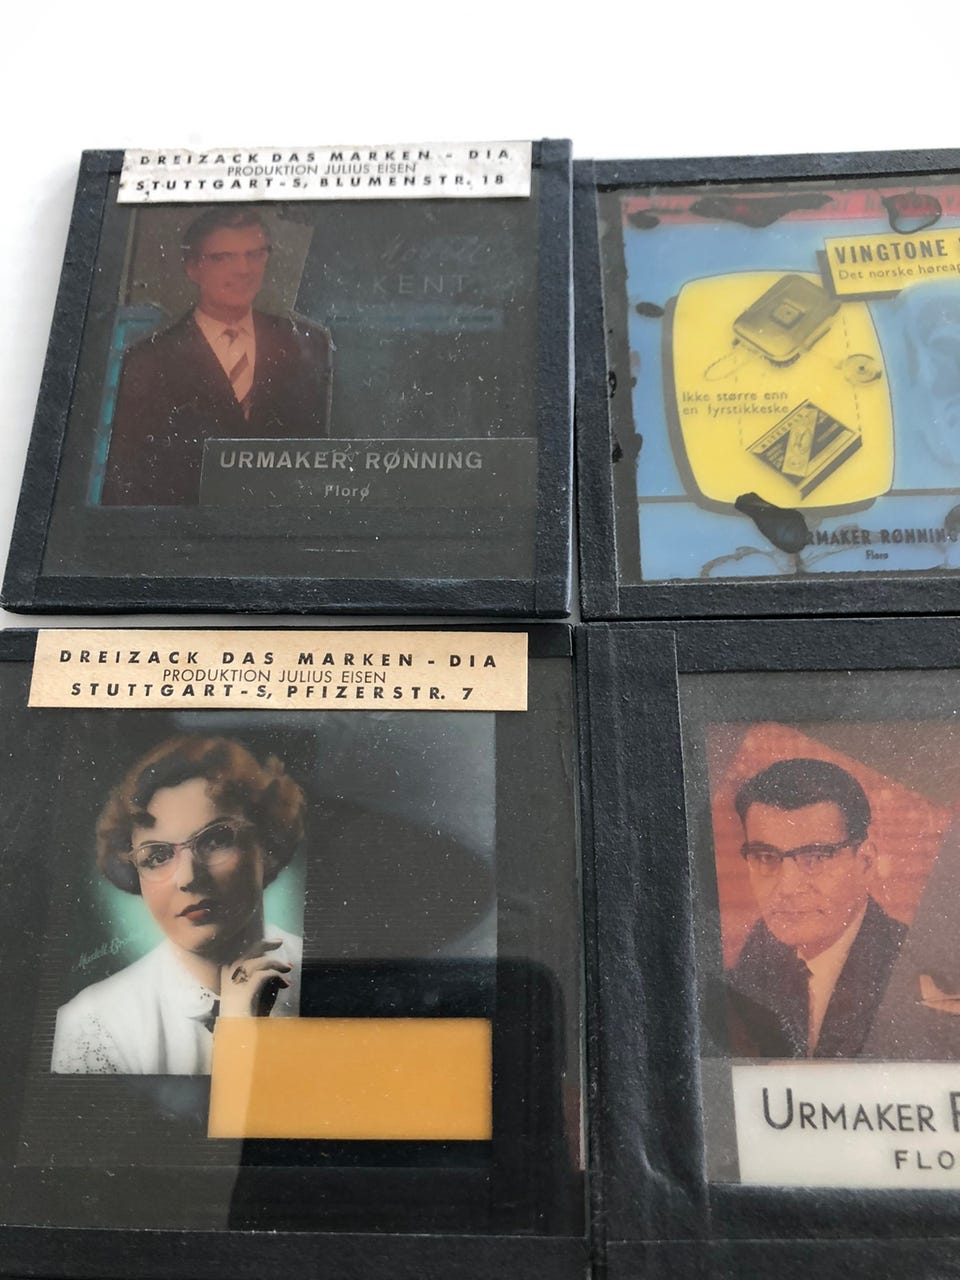 DREIZACK DAS MARKEN - DIA
PRODUKTION JULIUS EISEN
STUTTGART-S, BLUMENSTR. 18
KENT
URMAKER RØNNING
Florø
VINGTONE
Det norske høreap
Ikke større enn
en fyrstikkeske
RMAKER RØNNING
Florø
DREIZACK DAS MARKEN - DIA
PRODUKTION JULIUS EISEN
STUTTGART-S, PFIZERSTR. 7
URMAKER R
FLO